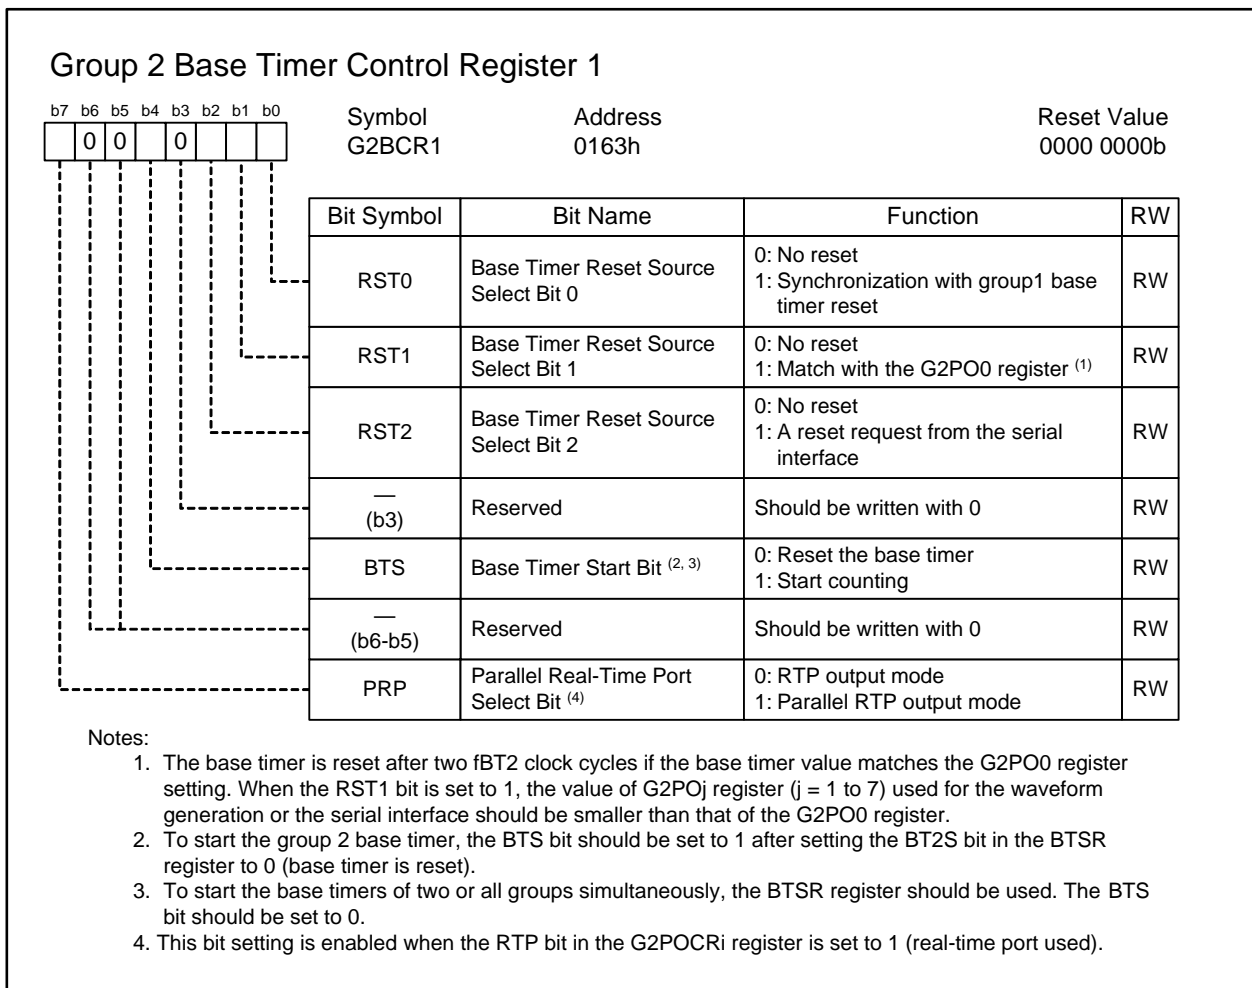 Group 2 Base Timer Control Register 1
b7 b6 b5 b4 b3 b2 b1 b0
0 0 0
Symbol Address Reset Value
G2BCR1 0163h 0000 0000b
Bit Symbol Bit Name Function RW
RST0
Base Timer Reset Source
Select Bit 0
0: No reset
1: Synchronization with group1 base
timer reset
RW
RST1
Base Timer Reset Source
Select Bit 1
0: No reset
1: Match with the G2PO0 register (1)
RW
RST2
Base Timer Reset Source
Select Bit 2
0: No reset
1: A reset request from the serial
interface
RW
—
(b3)
Reserved
Should be written with 0
RW
BTS
Base Timer Start Bit (2, 3)
0: Reset the base timer
1: Start counting
RW
—
(b6-b5)
Reserved
Should be written with 0
RW
PRP
Parallel Real-Time Port
Select Bit (4)
0: RTP output mode
1: Parallel RTP output mode
RW
Notes:
1. The base timer is reset after two fBT2 clock cycles if the base timer value matches the G2PO0 register
setting. When the RST1 bit is set to 1, the value of G2POj register (j = 1 to 7) used for the waveform
generation or the serial interface should be smaller than that of the G2PO0 register.
2. To start the group 2 base timer, the BTS bit should be set to 1 after setting the BT2S bit in the BTSR
register to 0 (base timer is reset).
3. To start the base timers of two or all groups simultaneously, the BTSR register should be used. The BTS
bit should be set to 0.
4. This bit setting is enabled when the RTP bit in the G2POCRi register is set to 1 (real-time port used).